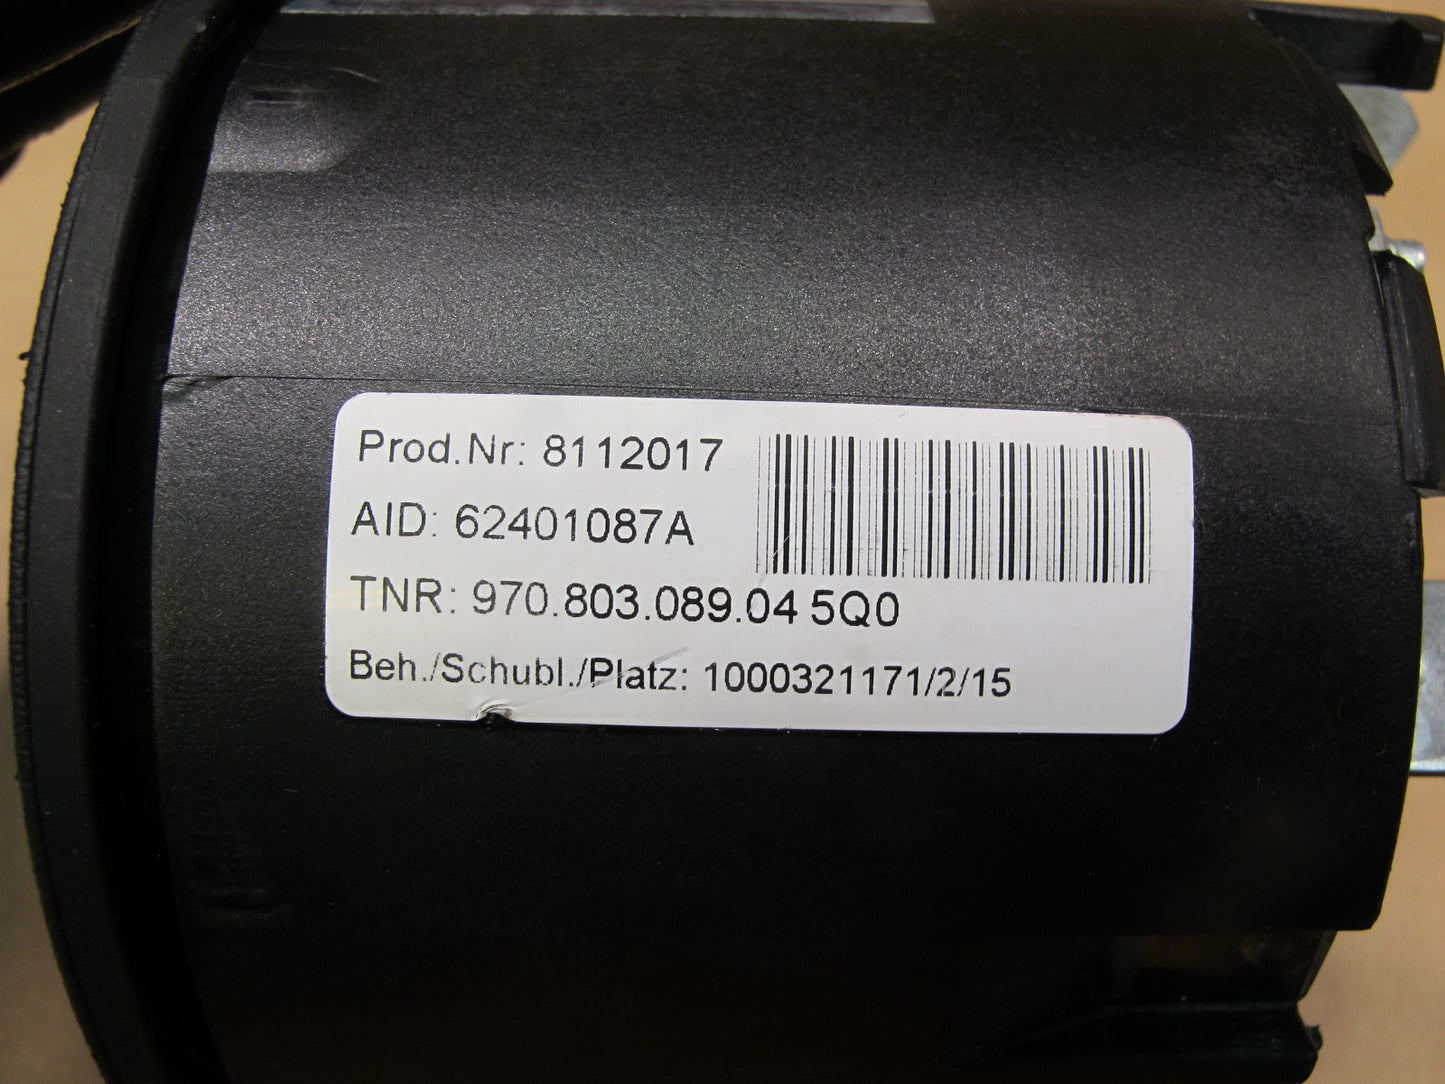 Prod.Nr: 8112017
AID: 62401087A
TNR: 970.803.089.04 5Q0
Beh./Schubl./Platz: 1000321171/2/15